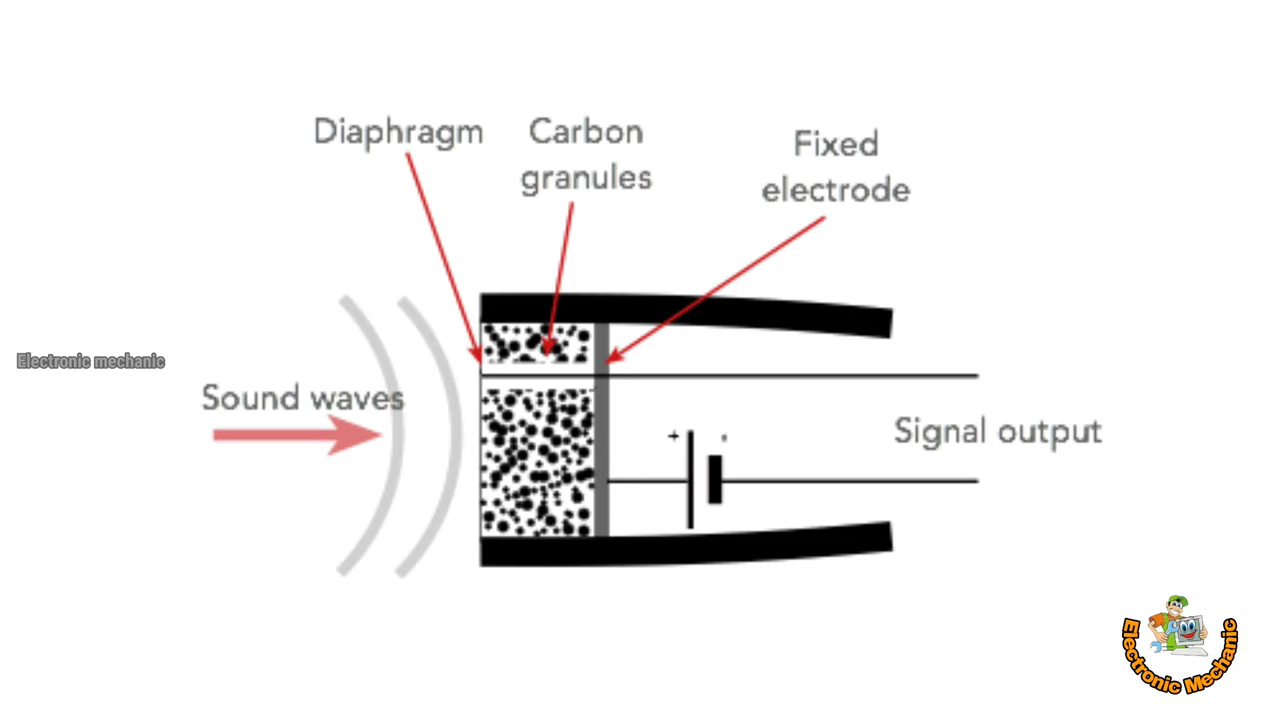 Diaphragm
Carbon
granules
Fixed
electrode
Electronic mechanic
Sound waves
+
Signal output
Electronic Mechanic